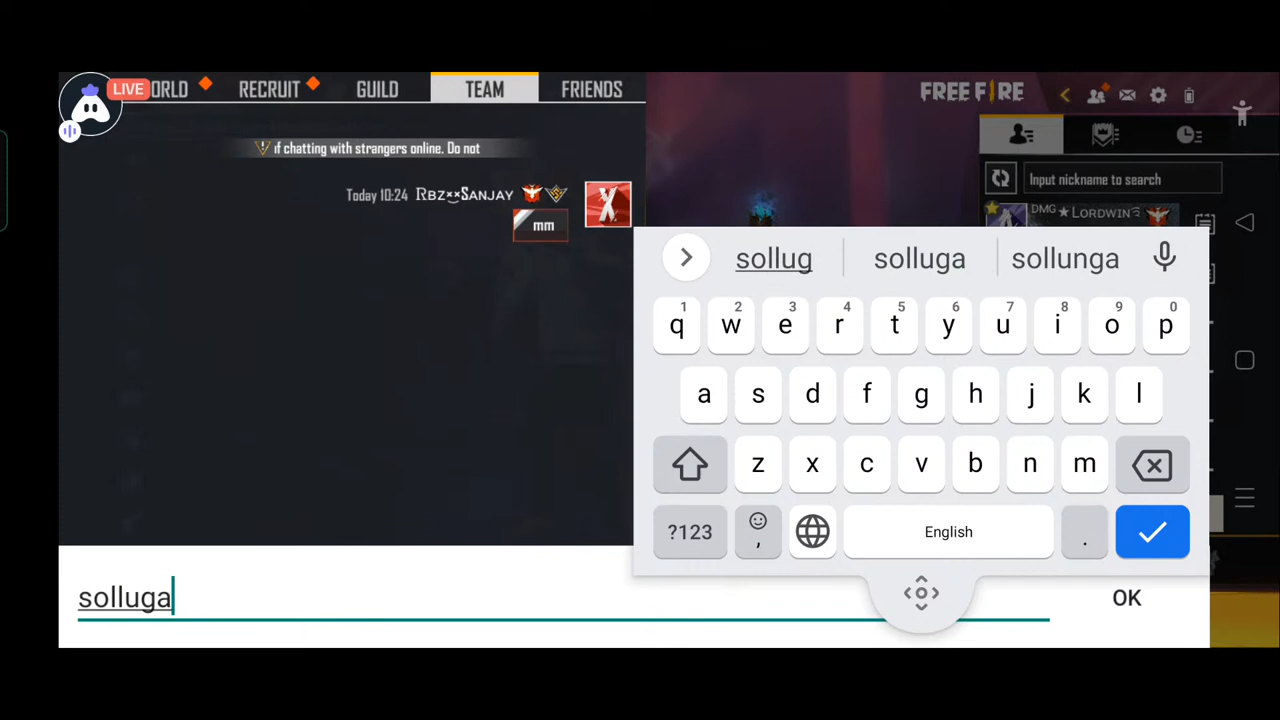 LIVE
ORLD
RECRUIT
GUILD
TEAM
FRIENDS
FREE FIRE
if chatting with strangers online. Do not
Input nickname to search
Today 10:24 RBZ××SANJAY
mm
DMG★LORDWIN
sollug
solluga
sollunga
1 2 3 4 5 6 7 8 9 0
q w e r t y u i o p
a s d f g h j k l
z x c v b n m
?123
,
English
.
solluga
OK